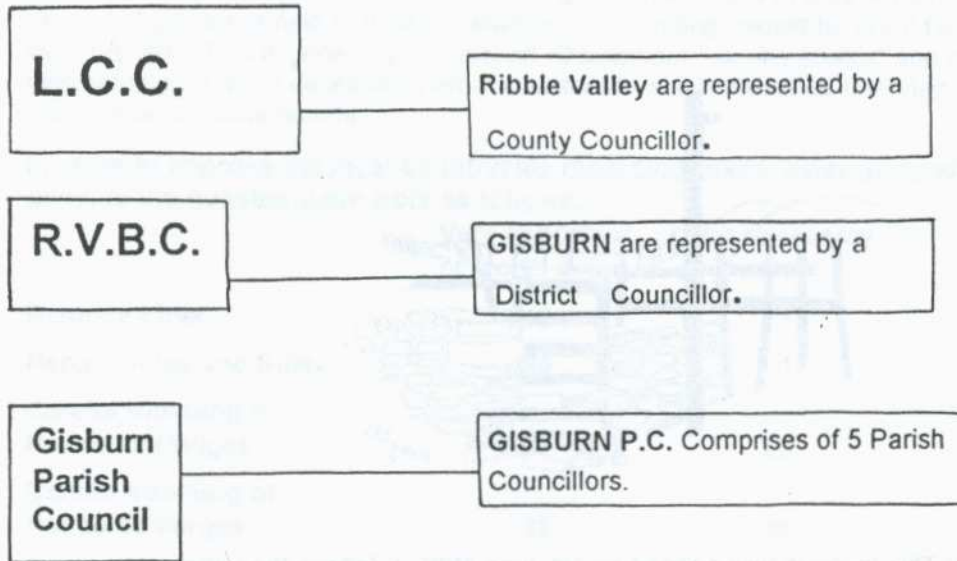 L.C.C.
Ribble Valley are represented by a
County Councillor.
R.V.B.C.
GISBURN are represented by a
District Councillor.
Gisburn
Parish
Council
GISBURN P.C. Comprises of 5 Parish
Councillors.